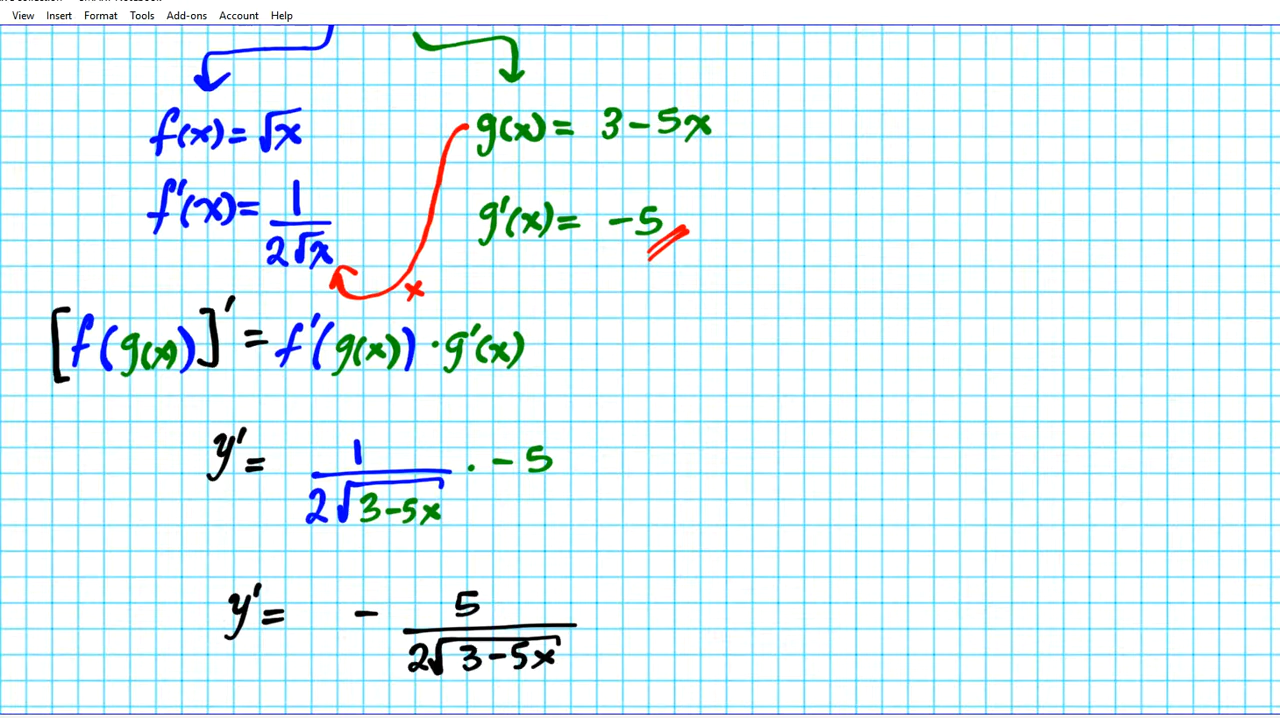 View Insert Format Tools Add-ons Account Help
f(x) = √x g(x) = 3 - 5x
f'(x) = 1/(2√x) g'(x) = -5
x
[f(g(x))]' = f'(g(x)) · g'(x)
y' = 1/(2√(3-5x)) · -5
y' = - 5/(2√(3-5x))